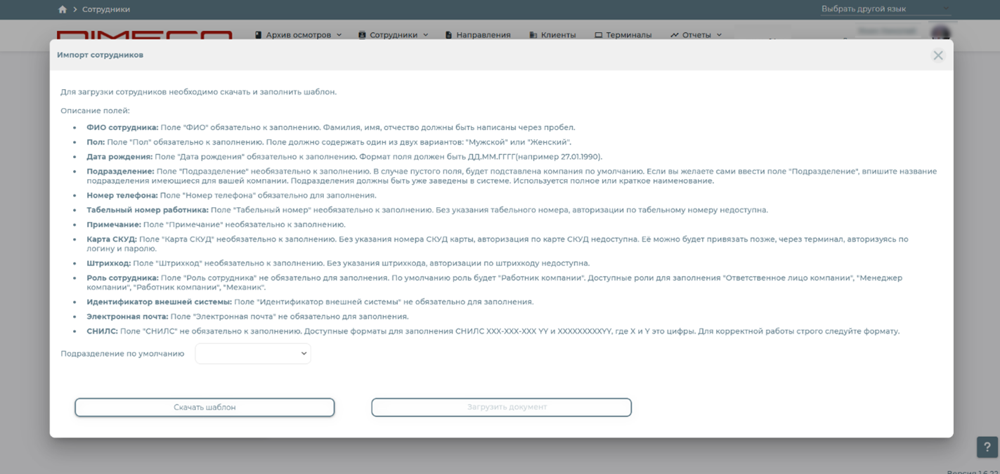 Сотрудники
Выбрать другой язык
DIMECO
Архив осмотров
Сотрудники
Направления
Клиенты
Терминалы
Отчеты
Импорт сотрудников
Для загрузки сотрудников необходимо скачать и заполнить шаблон.
Описание полей:
• ФИО сотрудника: Поле "ФИО" обязательно к заполнению. Фамилия, имя, отчество должны быть написаны через пробел.
• Пол: Поле "Пол" обязательно к заполнению. Поле должно содержать один из двух вариантов: "Мужской" или "Женский".
• Дата рождения: Поле "Дата рождения" обязательно к заполнению. Формат поля должен быть ДД.ММ.ГГГГ(например 27.01.1990).
• Подразделение: Поле "Подразделение" необязательно к заполнению. В случае пустого поля, будет подставлена компания по умолчанию. Если вы желаете сами ввести поле "Подразделение", впишите название
подразделения имеющиеся для вашей компании. Подразделения должны быть уже заведены в системе. Используется полное или краткое наименование.
• Номер телефона: Поле "Номер телефона" обязательно для заполнения.
• Табельный номер работника: Поле "Табельный номер" необязательно к заполнению. Без указания табельного номера, авторизации по табельному номеру недоступна.
• Примечание: Поле "Примечание" необязательно к заполнению.
• Карта СКУД: Поле "Карта СКУД" необязательно к заполнению. Без указания номера СКУД карты, авторизация по карте СКУД недоступна. Её можно будет привязать позже, через терминал, авторизуясь по
логину и паролю.
• Штрихкод: Поле "Штрихкод" необязательно к заполнению. Без указания штрихкода, авторизации по штрихкоду недоступна.
• Роль сотрудника: Поле "Роль сотрудника" не обязательно для заполнения. По умолчанию роль будет "Работник компании". Доступные роли для заполнения "Ответственное лицо компании", "Менеджер
компании", "Работник компании", "Механик".
• Идентификатор внешней системы: Поле "Идентификатор внешней системы" не обязательно для заполнения.
• Электронная почта: Поле "Электронная почта" не обязательно для заполнения.
• СНИЛС: Поле "СНИЛС" не обязательно к заполнению. Доступные форматы для заполнения СНИЛС XXX-XXX-XXX YY и XXXXXXXXXYY, где X и Y это цифры. Для корректной работы строго следуйте формату.
Подразделение по умолчанию
Скачать шаблон
Загрузить документ
?
Версия 1.6.22